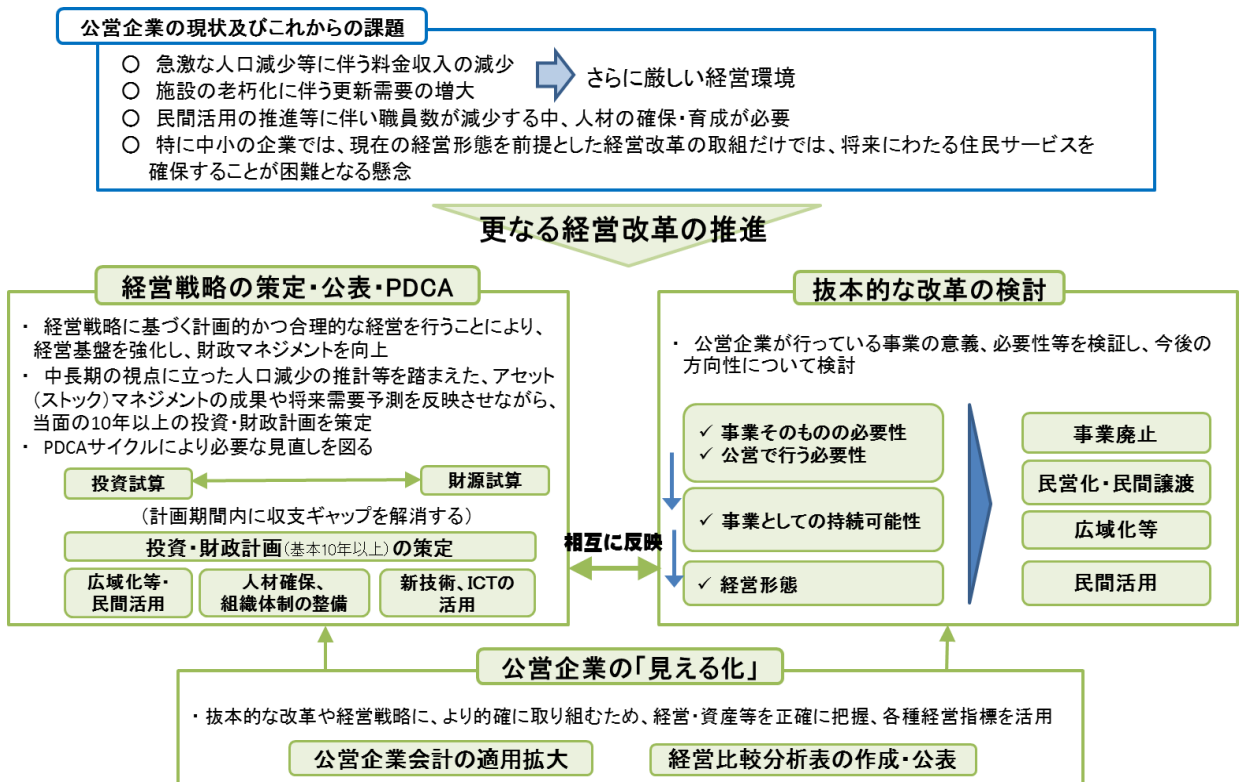 公営企業の現状及びこれからの課題
○ 急激な人口減少等に伴う料金収入の減少
○ 施設の老朽化に伴う更新需要の増大
さらに厳しい経営環境
○ 民間活用の推進等に伴い職員数が減少する中、人材の確保・育成が必要
○ 特に中小の企業では、現在の経営形態を前提とした経営改革の取組だけでは、将来にわたる住民サービスを
確保することが困難となる懸念
更なる経営改革の推進
経営戦略の策定・公表・PDCA
・ 経営戦略に基づく計画的かつ合理的な経営を行うことにより、
経営基盤を強化し、財政マネジメントを向上
・ 中長期の視点に立った人口減少の推計等を踏まえた、アセット
(ストック)マネジメントの成果や将来需要予測を反映させながら、
当面の10年以上の投資・財政計画を策定
・ PDCAサイクルにより必要な見直しを図る
投資試算
財源試算
(計画期間内に収支ギャップを解消する)
投資・財政計画(基本10年以上)の策定
広域化等・
民間活用
人材確保、
組織体制の整備
新技術、ICTの
活用
相互に反映
抜本的な改革の検討
・ 公営企業が行っている事業の意義、必要性等を検証し、今後の
方向性について検討
✓ 事業そのものの必要性
✓ 公営で行う必要性
✓ 事業としての持続可能性
✓ 経営形態
事業廃止
民営化・民間譲渡
広域化等
民間活用
公営企業の「見える化」
・抜本的な改革や経営戦略に、より的確に取り組むため、経営・資産等を正確に把握、各種経営指標を活用
公営企業会計の適用拡大
経営比較分析表の作成・公表